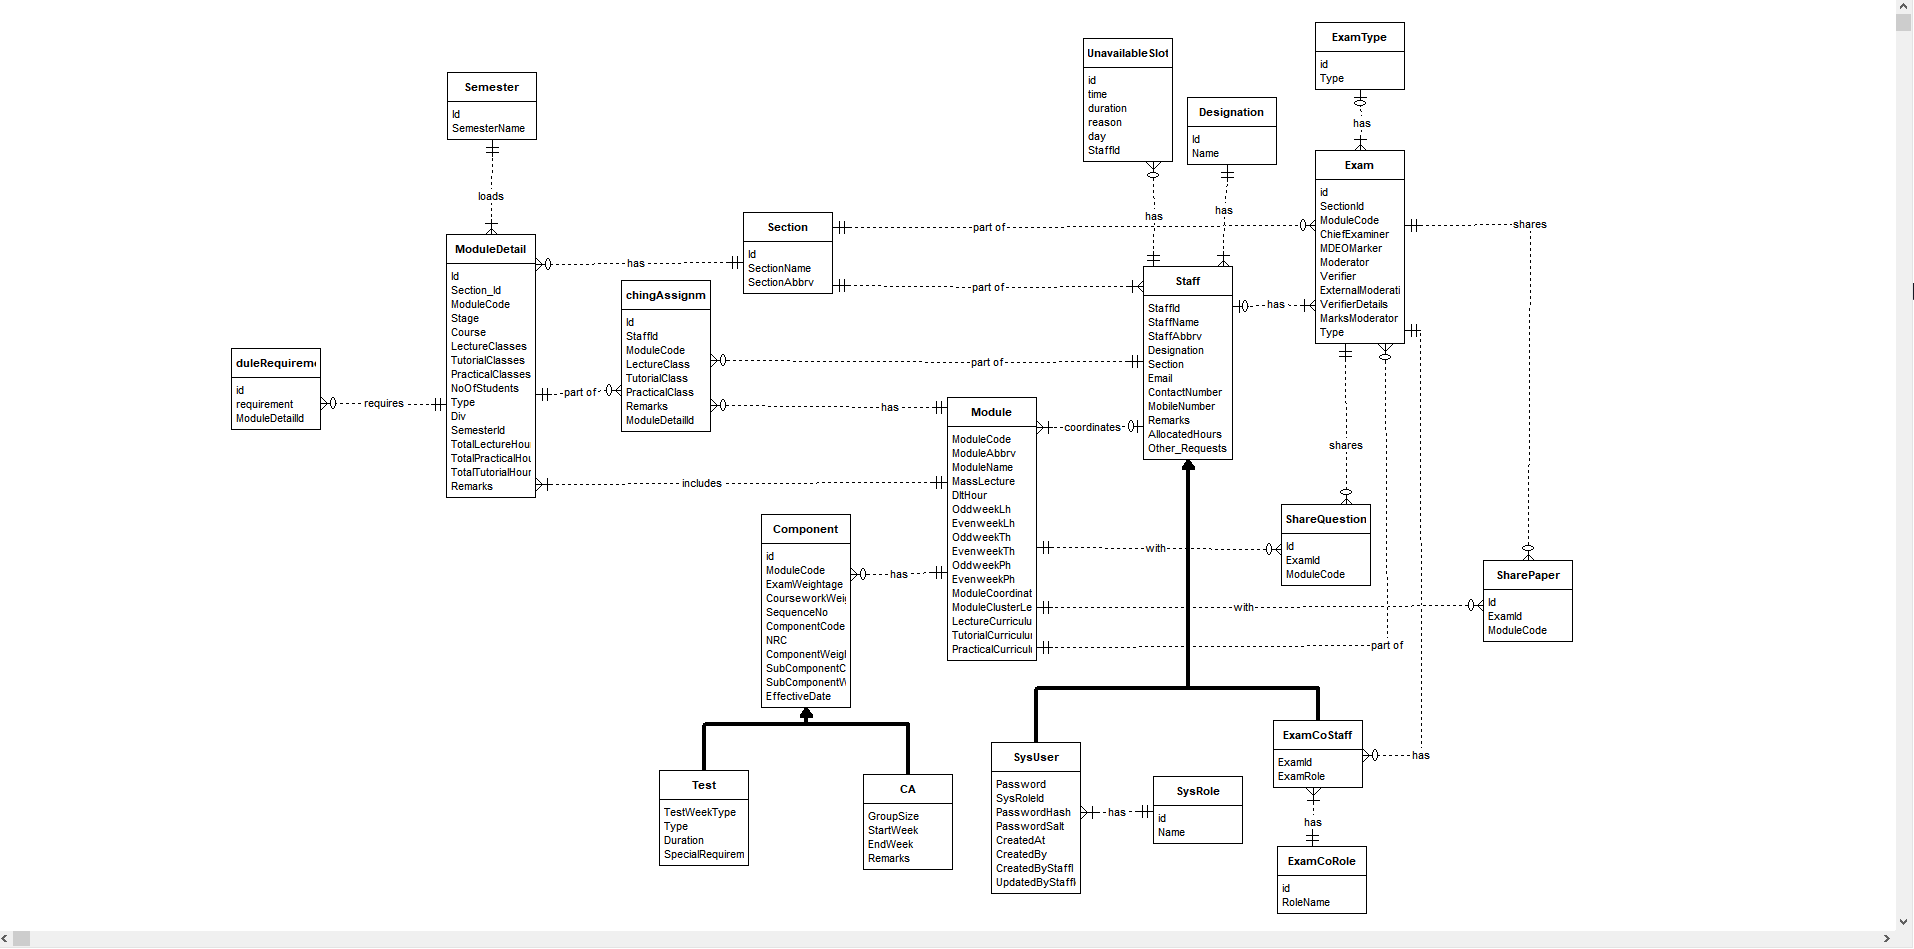 ExamType
id
Type
has
UnavailableSlot
id
time
duration
reason
day
StaffId
has
Designation
Id
Name
has
Semester
Id
SemesterName
loads
Exam
id
SectionId
ModuleCode
ChiefExaminer
MDEOMarker
Moderator
Verifier
ExternalModerati
VerifierDetails
MarksModerator
Type
shares
Section
Id
SectionName
SectionAbbrv
part of
part of
has
ModuleDetail
Id
Section_Id
ModuleCode
Stage
Course
LectureClasses
TutorialClasses
PracticalClasses
NoOfStudents
Type
Div
SemesterId
TotalLectureHou
TotalPracticalHou
TotalTutorialHour
Remarks
chingAssignm
Id
StaffId
ModuleCode
LectureClass
TutorialClass
PracticalClass
Remarks
ModuleDetailId
part of
has
part of
Staff
StaffId
StaffName
StaffAbbrv
Designation
Section
Email
ContactNumber
MobileNumber
Remarks
AllocatedHours
Other_Requests
has
duleRequireme
id
requirement
ModuleDetailId
requires
includes
Module
ModuleCode
ModuleAbbrv
ModuleName
MassLecture
DltHour
OddweekLh
EvenweekLh
OddweekTh
EvenweekTh
OddweekPh
EvenweekPh
ModuleCoordinat
ModuleClusterLe
LectureCurriculu
TutorialCurriculu
PracticalCurricul
coordinates
shares
with
with
part of
ShareQuestion
Id
ExamId
ModuleCode
SharePaper
Id
ExamId
ModuleCode
Component
id
ModuleCode
ExamWeightage
CourseworkWei
SequenceNo
ComponentCode
NRC
ComponentWeigl
SubComponentC
SubComponentW
EffectiveDate
has
Test
TestWeekType
Type
Duration
SpecialRequirem
CA
GroupSize
StartWeek
EndWeek
Remarks
SysUser
Password
SysRoleId
PasswordHash
PasswordSalt
CreatedAt
CreatedBy
CreatedByStaffI
UpdatedByStaffI
has
SysRole
id
Name
ExamCoStaff
ExamId
ExamRole
has
has
ExamCoRole
id
RoleName